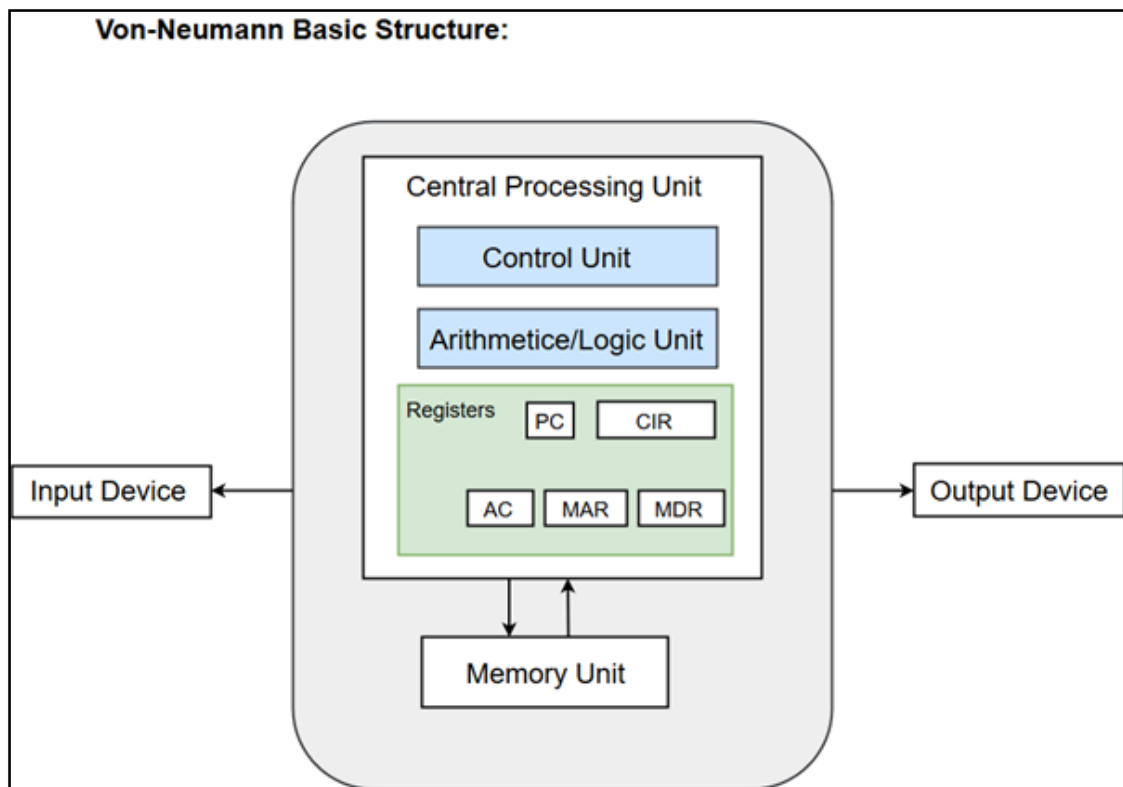 Von-Neumann Basic Structure:
Central Processing Unit
Control Unit
Arithmetice/Logic Unit
Registers
PC
CIR
AC
MAR
MDR
Input Device
Output Device
Memory Unit